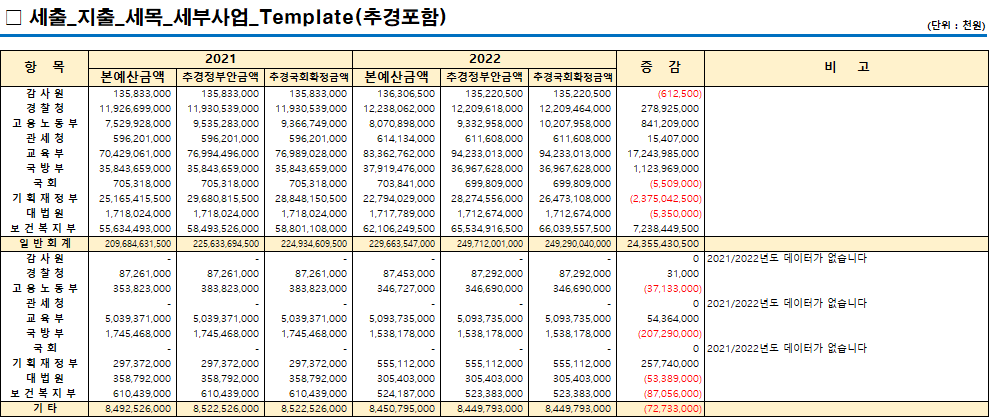 □ 세출_지출_세목_세부사업_Template(추경포함)
(단위 : 천원)
항 목 2021 2022 증 감 비 고
본예산금액 추경정부안금액 추경국회확정금액 본예산금액 추경정부안금액 추경국회확정금액
감사원 135,833,000 135,833,000 135,833,000 136,306,500 135,220,500 135,220,500 (612,500)
경찰청 11,926,699,000 11,930,539,000 11,930,539,000 12,238,062,000 12,209,618,000 12,209,464,000 278,925,000
고용노동부 7,529,928,000 9,535,283,000 9,366,749,000 8,070,898,000 9,332,958,000 10,207,958,000 841,209,000
관세청 596,201,000 596,201,000 596,201,000 614,134,000 611,608,000 611,608,000 15,407,000
교육부 70,429,061,000 76,994,496,000 76,989,028,000 83,362,762,000 94,233,013,000 94,233,013,000 17,243,985,000
국방부 35,843,659,000 35,843,659,000 35,843,659,000 37,919,476,000 36,967,628,000 36,967,628,000 1,123,969,000
국회 705,318,000 705,318,000 705,318,000 703,841,000 699,809,000 699,809,000 (5,509,000)
기획재정부 25,165,415,500 29,680,815,500 28,848,150,500 22,794,029,000 28,274,556,000 26,473,108,000 (2,375,042,500)
대법원 1,718,024,000 1,718,024,000 1,718,024,000 1,717,789,000 1,712,674,000 1,712,674,000 (5,350,000)
보건복지부 55,634,493,000 58,493,526,000 58,801,108,000 62,106,249,500 65,534,916,500 66,039,557,500 7,238,449,500
일반회계 209,684,631,500 225,633,694,500 224,934,609,500 229,663,547,000 249,712,001,000 249,290,040,000 24,355,430,500
감사원 - - - - - - 0 2021/2022년도 데이터가 없습니다
경찰청 87,261,000 87,261,000 87,261,000 87,453,000 87,292,000 87,292,000 31,000
고용노동부 353,823,000 383,823,000 383,823,000 346,727,000 346,690,000 346,690,000 (37,133,000)
관세청 - - - - - - 0 2021/2022년도 데이터가 없습니다
교육부 5,039,371,000 5,039,371,000 5,039,371,000 5,093,735,000 5,093,735,000 5,093,735,000 54,364,000
국방부 1,745,468,000 1,745,468,000 1,745,468,000 1,538,178,000 1,538,178,000 1,538,178,000 (207,290,000)
국회 - - - - - - 0 2021/2022년도 데이터가 없습니다
기획재정부 297,372,000 297,372,000 297,372,000 555,112,000 555,112,000 555,112,000 257,740,000
대법원 358,792,000 358,792,000 358,792,000 305,403,000 305,403,000 305,403,000 (53,389,000)
보건복지부 610,439,000 610,439,000 610,439,000 524,187,000 523,383,000 523,383,000 (87,056,000)
기타 8,492,526,000 8,522,526,000 8,522,526,000 8,450,795,000 8,449,793,000 8,449,793,000 (72,733,000)